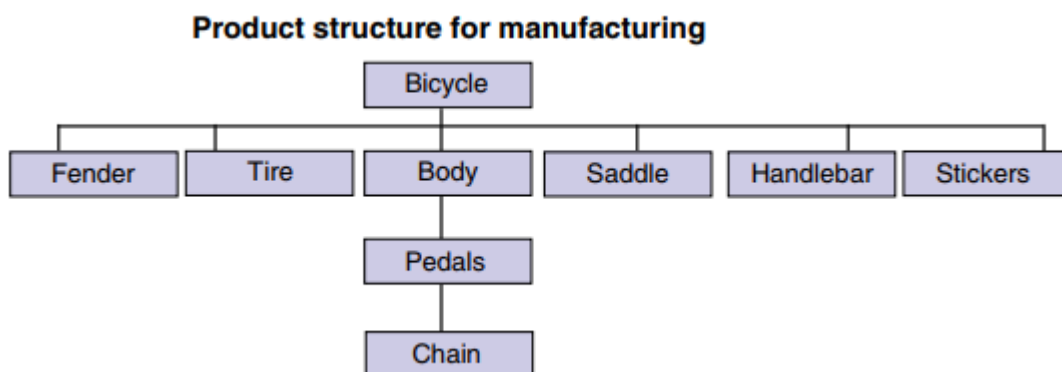 Product structure for manufacturing
Bicycle
Fender
Tire
Body
Saddle
Handlebar
Stickers
Pedals
Chain